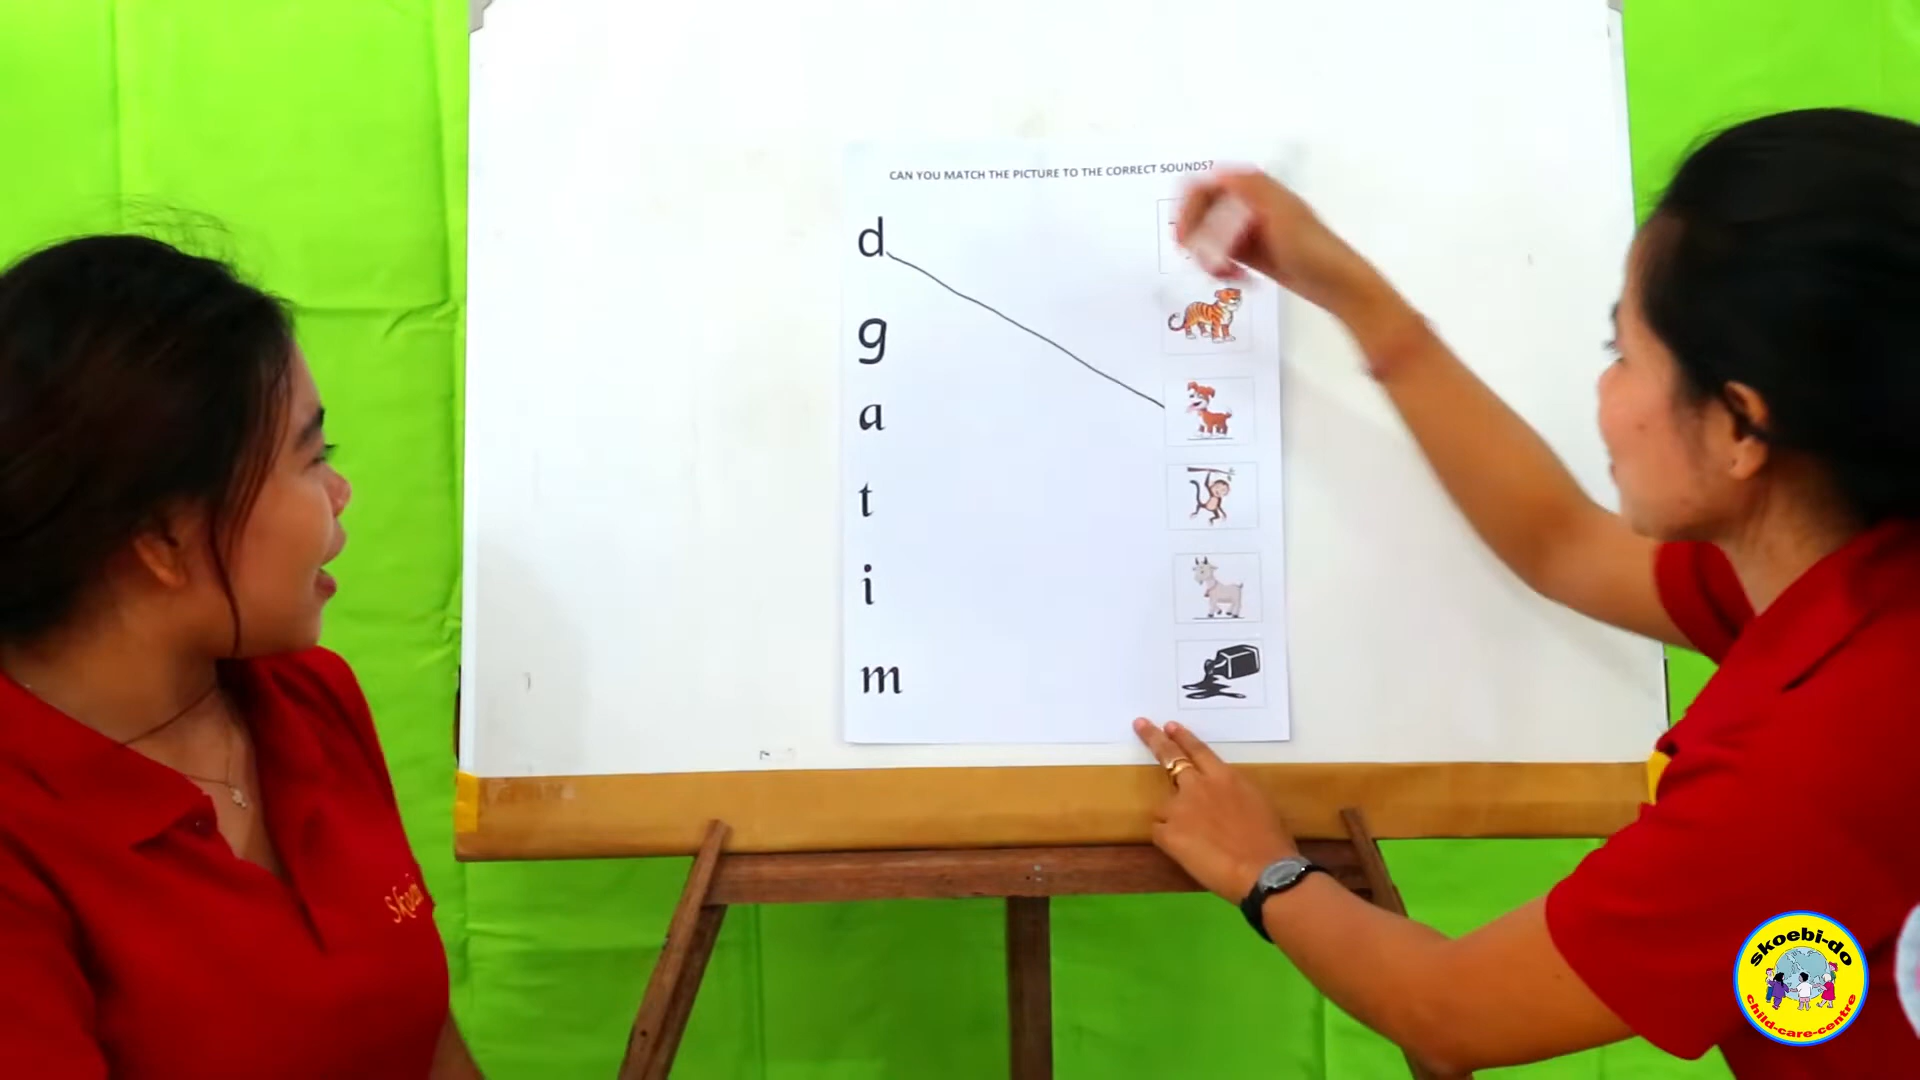 CAN YOU MATCH THE PICTURE TO THE CORRECT SOUNDS?
d
g
a
t
i
m
skoebi-do
child-care-centre